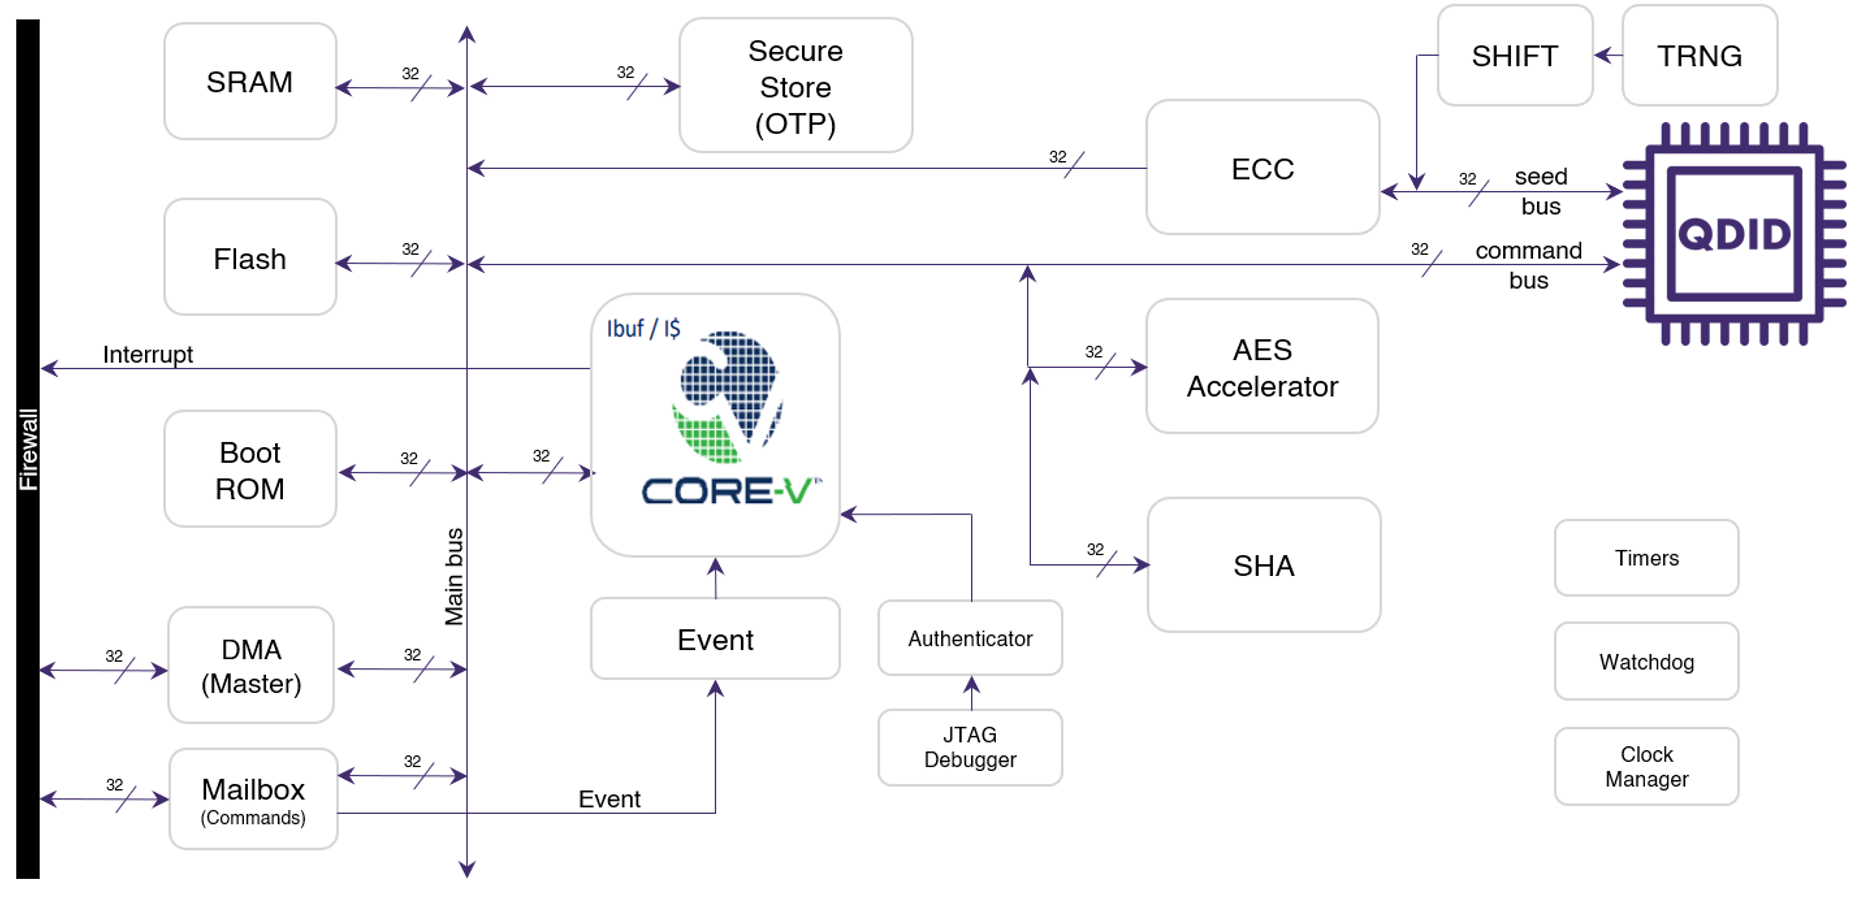 SRAM
32
32
Secure
Store
(OTP)
SHIFT
TRNG
32
ECC
32
seed
bus
QDID
Flash
32
32
command
bus
Ibuf / I$
Interrupt
CORE-V™
32
AES
Accelerator
Firewall
Boot
ROM
32
32
Main bus
32
SHA
Timers
Event
Authenticator
Watchdog
32
DMA
(Master)
32
JTAG
Debugger
Clock
Manager
32
Mailbox
(Commands)
32
Event